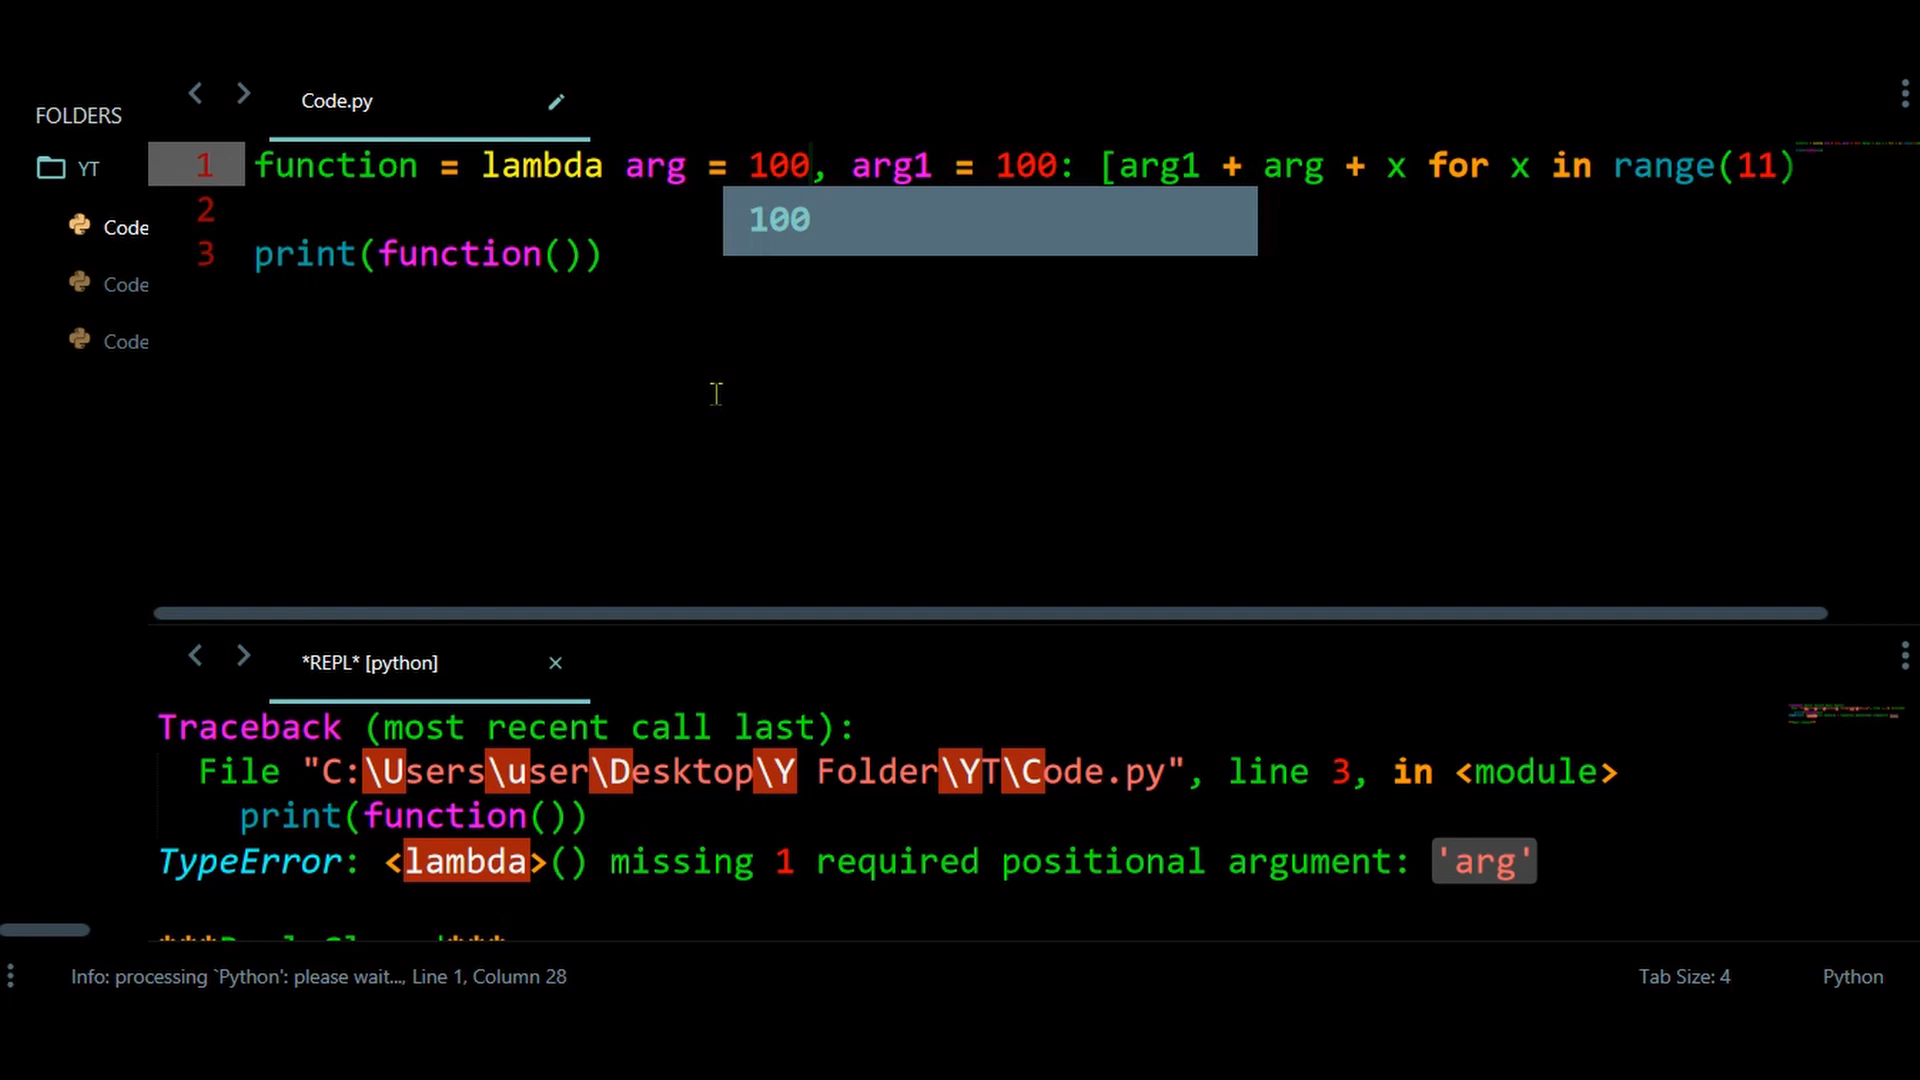 FOLDERS
YT
Code
Code
Code
Code.py
1 function = lambda arg = 100, arg1 = 100: [arg1 + arg + x for x in range(11)
2
3 print(function())
100
*REPL* [python]
Traceback (most recent call last):
File "C:\Users\user\Desktop\Y Folder\YT\Code.py", line 3, in <module>
print(function())
TypeError: <lambda>() missing 1 required positional argument: 'arg'
Info: processing `Python': please wait..., Line 1, Column 28
Tab Size: 4
Python